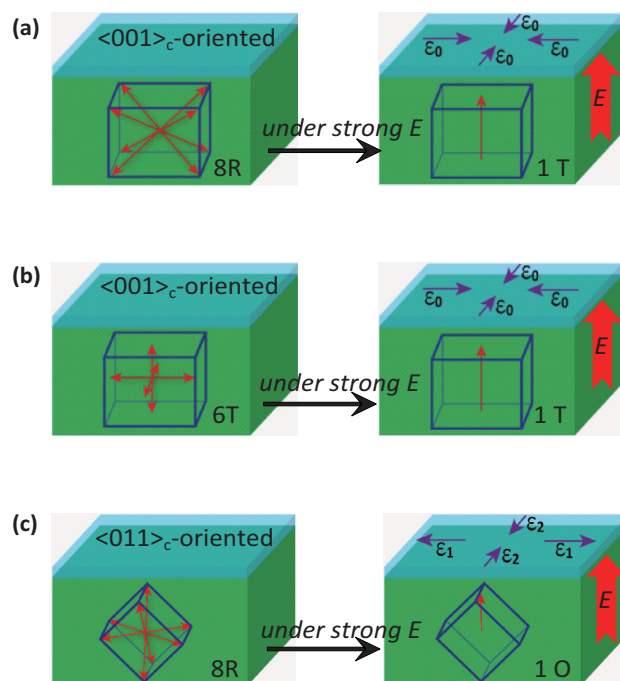 (a)
<001>c-oriented
8R
under strong E
ε0
ε0
ε0
ε0
E
1 T
(b)
<001>c-oriented
6T
under strong E
ε0
ε0
ε0
ε0
E
1 T
(c)
<011>c-oriented
8R
under strong E
ε2
ε1
ε2
ε1
E
1 O